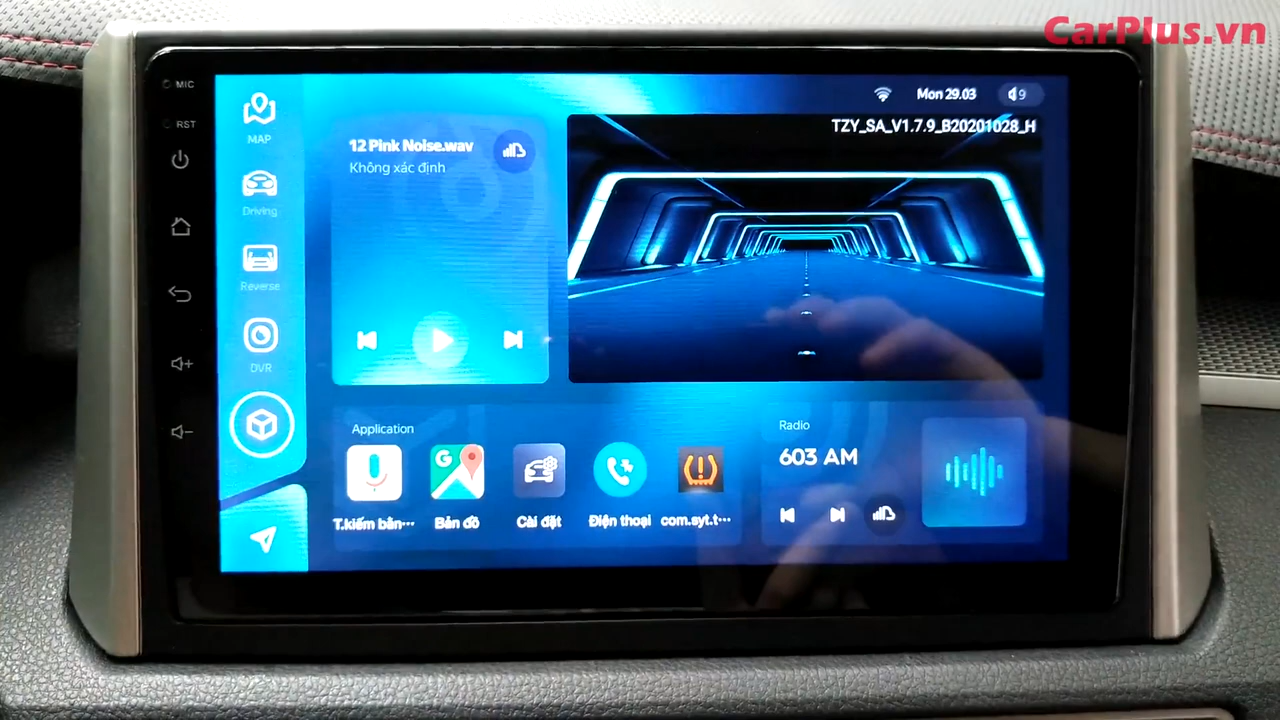 CarPlus.vn
MIC
RST
MAP
Driving
Reverse
DVR
Mon 29.03
9
12 Pink Noise.wav
Không xác định
TZY_SA_V1.7.9_B20201028_H
Application
T.kiếm bằn...
Bản đồ
Cài đặt
Điện thoại
com.syt.t...
Radio
603 AM